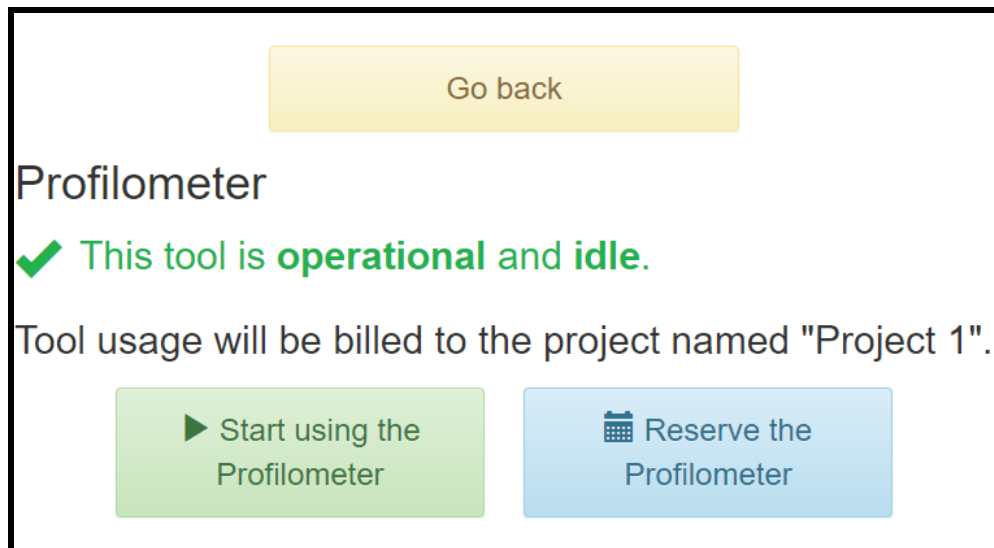 Go back
Profilometer
This tool is operational and idle.
Tool usage will be billed to the project named "Project 1".
Start using the
Profilometer
Reserve the
Profilometer